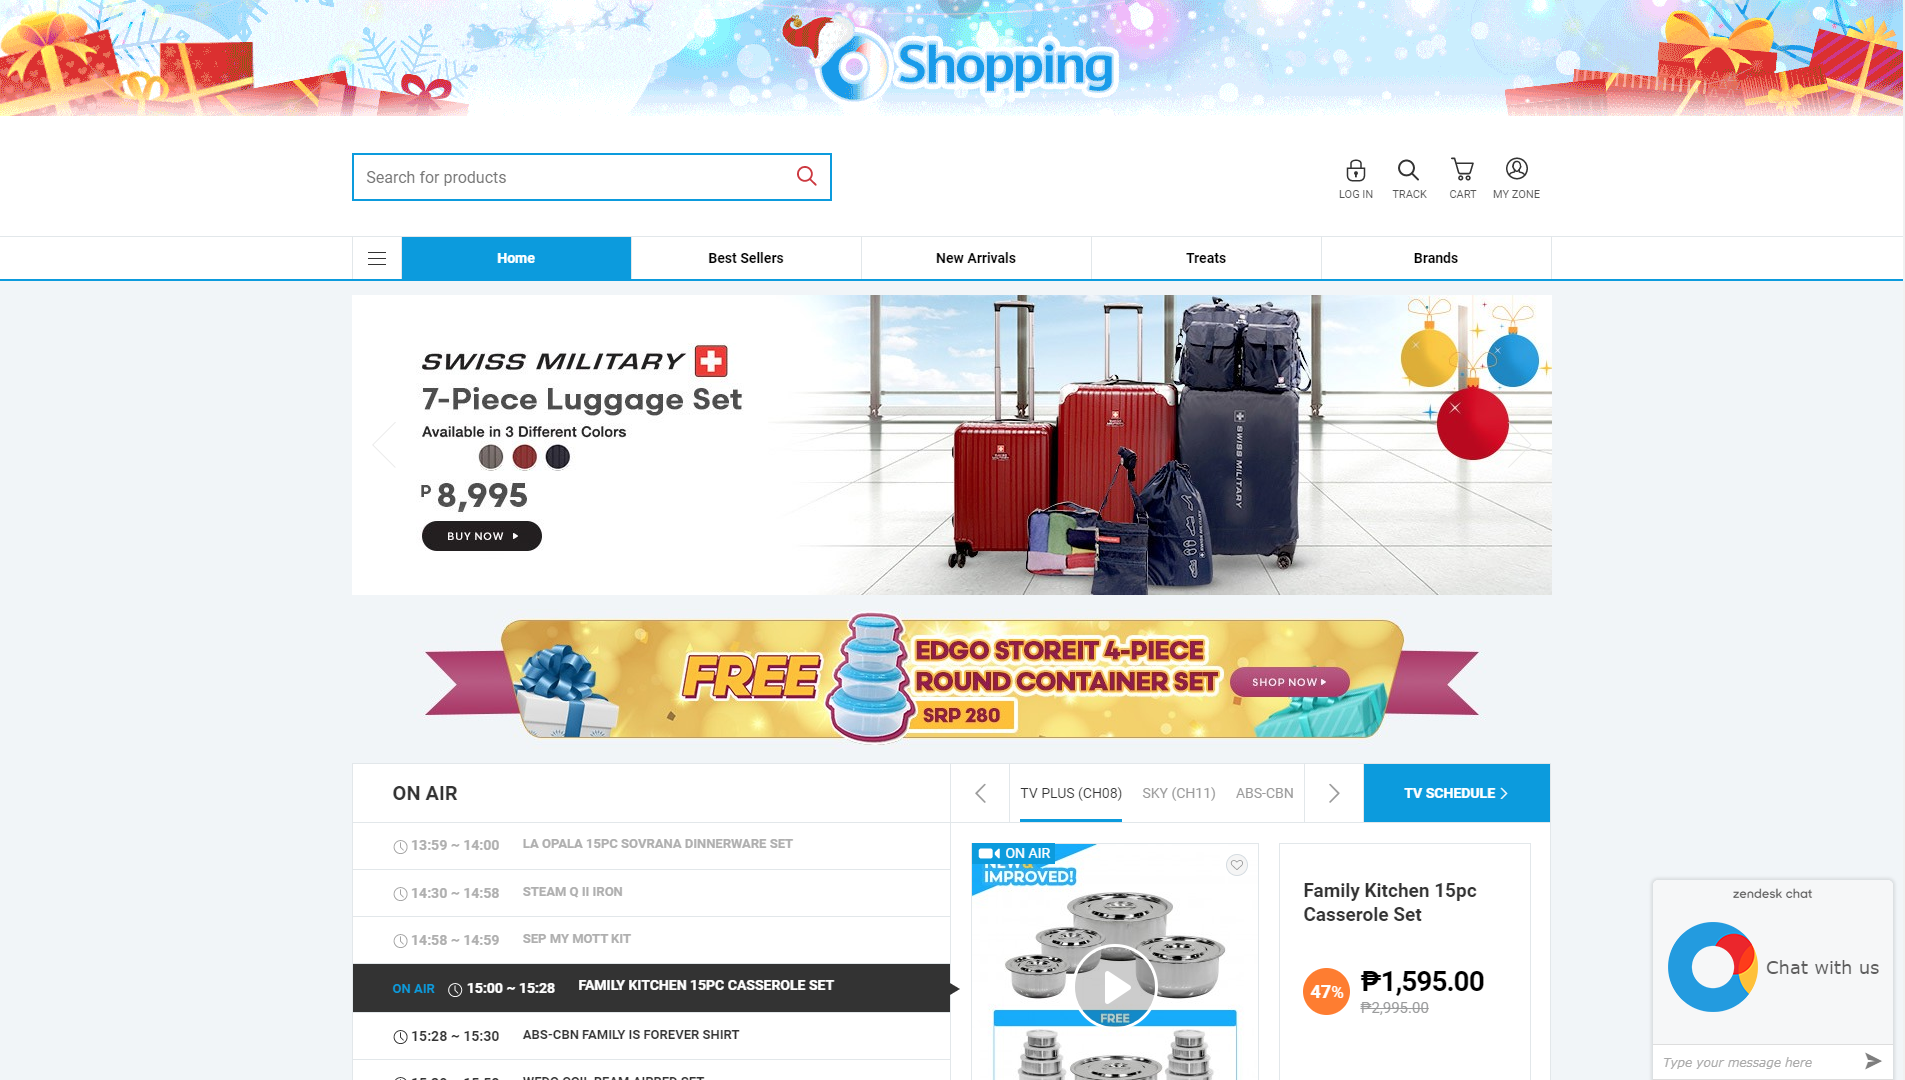 Shopping
Search for products
LOG IN
TRACK
CART
MY ZONE
Home
Best Sellers
New Arrivals
Treats
Brands
SWISS MILITARY
7-Piece Luggage Set
Available in 3 Different Colors
P 8,995
BUY NOW
SWISS MILITARY
FREE
EDGO STOREIT 4-PIECE
ROUND CONTAINER SET
SRP 280
SHOP NOW
ON AIR
TV PLUS (CH08)
SKY (CH11)
ABS-CBN
TV SCHEDULE
13:59 ~ 14:00 LA OPALA 15PC SOVRANA DINNERWARE SET
14:30 ~ 14:58 STEAM Q II IRON
14:58 ~ 14:59 SEP MY MOTT KIT
ON AIR 15:00 ~ 15:28 FAMILY KITCHEN 15PC CASSEROLE SET
15:28 ~ 15:30 ABS-CBN FAMILY IS FOREVER SHIRT
ON AIR
NEW &
IMPROVED!
FREE
Family Kitchen 15pc
Casserole Set
47%
₱1,595.00
₱2,995.00
zendesk chat
Chat with us
Type your message here